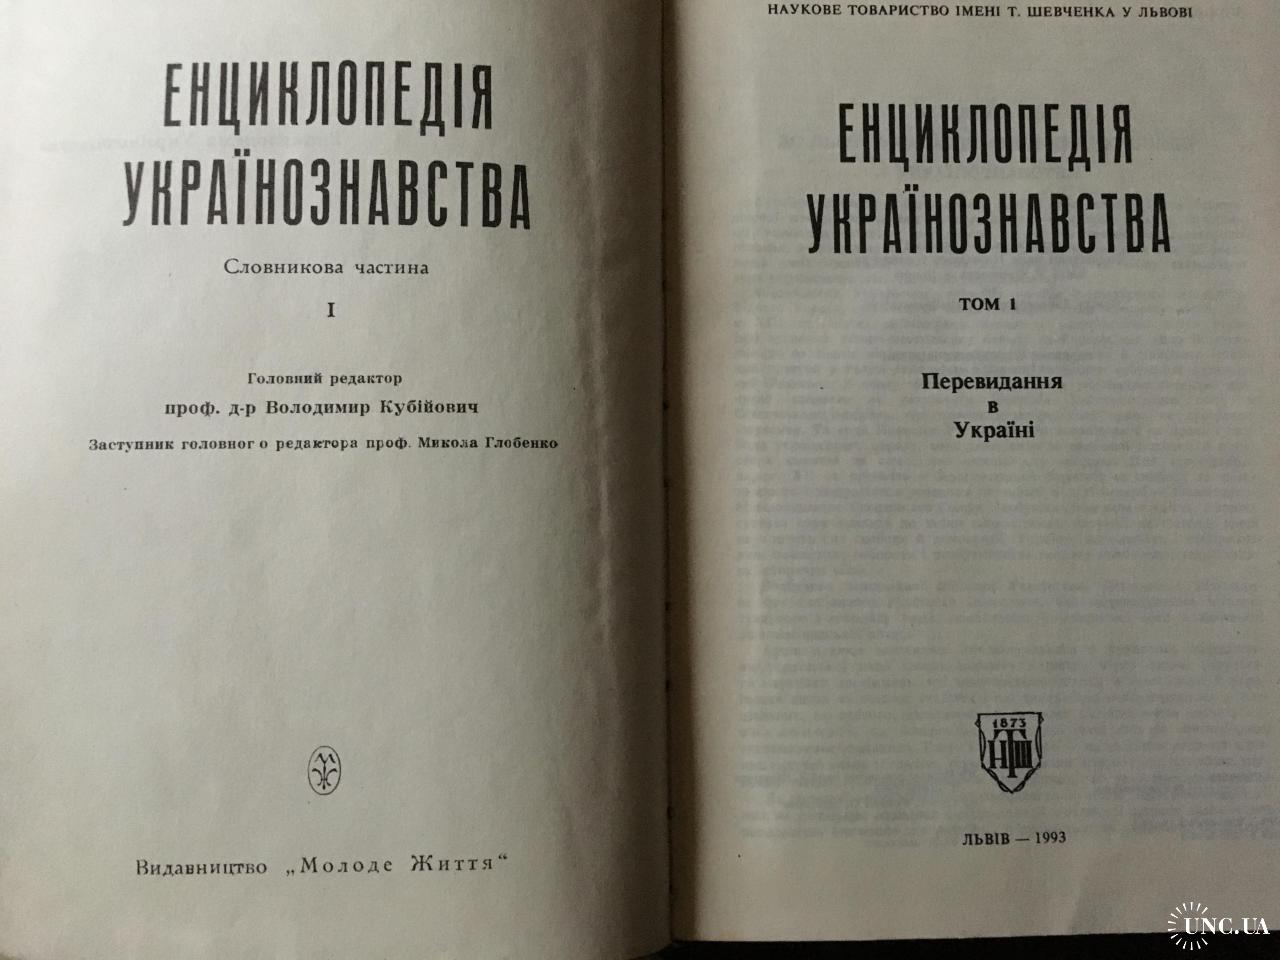 ЕНЦИКЛОПЕДІЯ
УКРАЇНОЗНАВСТВА
Словникова частина
I
Головний редактор
проф. д-р Володимир Кубійович
Заступник головного редактора проф. Микола Глобенко
Видавництво „Молоде Життя“
НАУКОВЕ ТОВАРИСТВО ІМЕНІ Т. ШЕВЧЕНКА У ЛЬВОВІ
ЕНЦИКЛОПЕДІЯ
УКРАЇНОЗНАВСТВА
ТОМ 1
Перевидання
в
Україні
1873
НТШ
ЛЬВІВ — 1993
UNC.UA